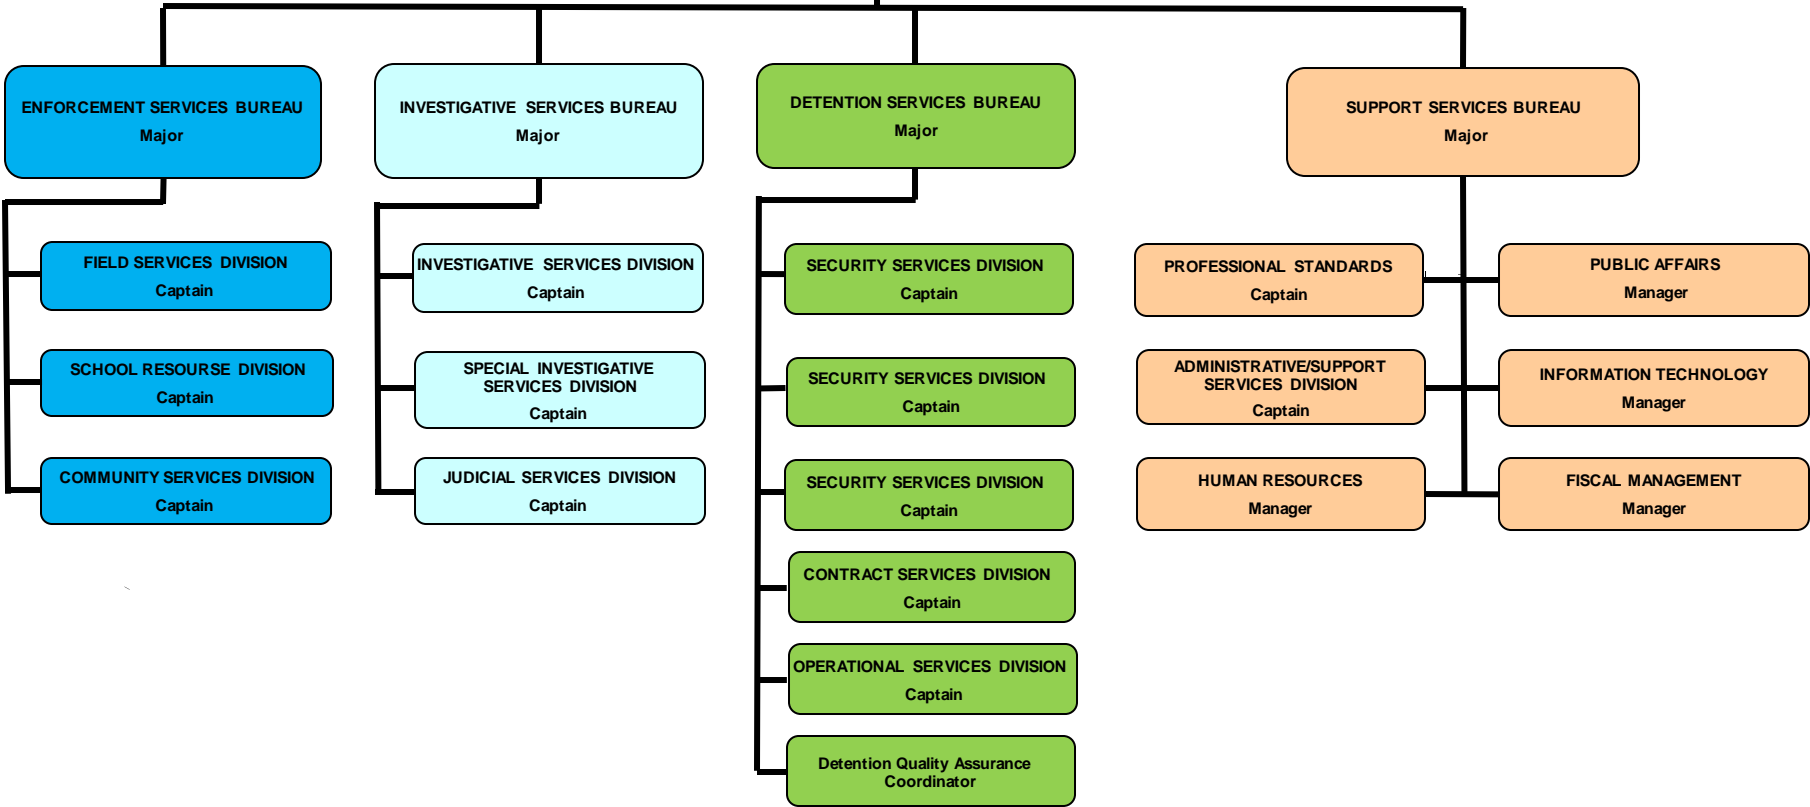 ENFORCEMENT SERVICES BUREAU
Major
INVESTIGATIVE SERVICES BUREAU
Major
DETENTION SERVICES BUREAU
Major
SUPPORT SERVICES BUREAU
Major
FIELD SERVICES DIVISION
Captain
SCHOOL RESOURSE DIVISION
Captain
COMMUNITY SERVICES DIVISION
Captain
INVESTIGATIVE SERVICES DIVISION
Captain
SPECIAL INVESTIGATIVE
SERVICES DIVISION
Captain
JUDICIAL SERVICES DIVISION
Captain
SECURITY SERVICES DIVISION
Captain
SECURITY SERVICES DIVISION
Captain
SECURITY SERVICES DIVISION
Captain
CONTRACT SERVICES DIVISION
Captain
OPERATIONAL SERVICES DIVISION
Captain
Detention Quality Assurance
Coordinator
PROFESSIONAL STANDARDS
Captain
ADMINISTRATIVE/SUPPORT
SERVICES DIVISION
Captain
HUMAN RESOURCES
Manager
PUBLIC AFFAIRS
Manager
INFORMATION TECHNOLOGY
Manager
FISCAL MANAGEMENT
Manager